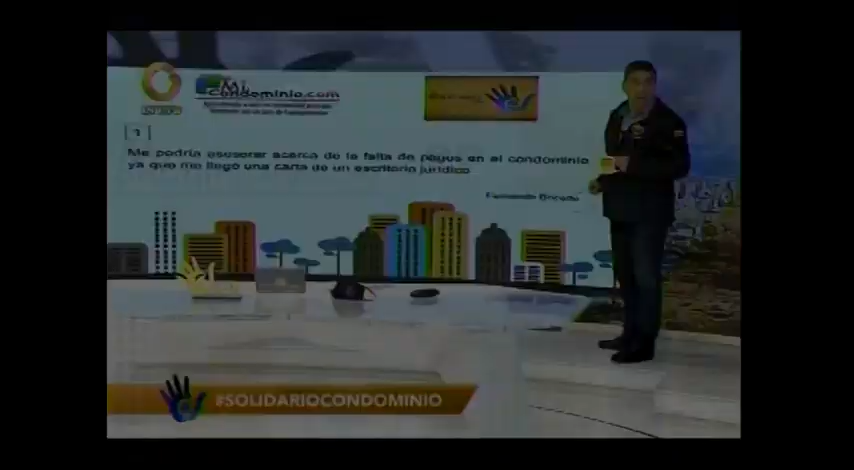 Mi
condominio.com
1
Me podría asesorar acerca de la falta de pagos en el condominio
ya que me llegó una carta de un escritorio jurídico
Fernando
#SOLIDARIOCONDOMINIO